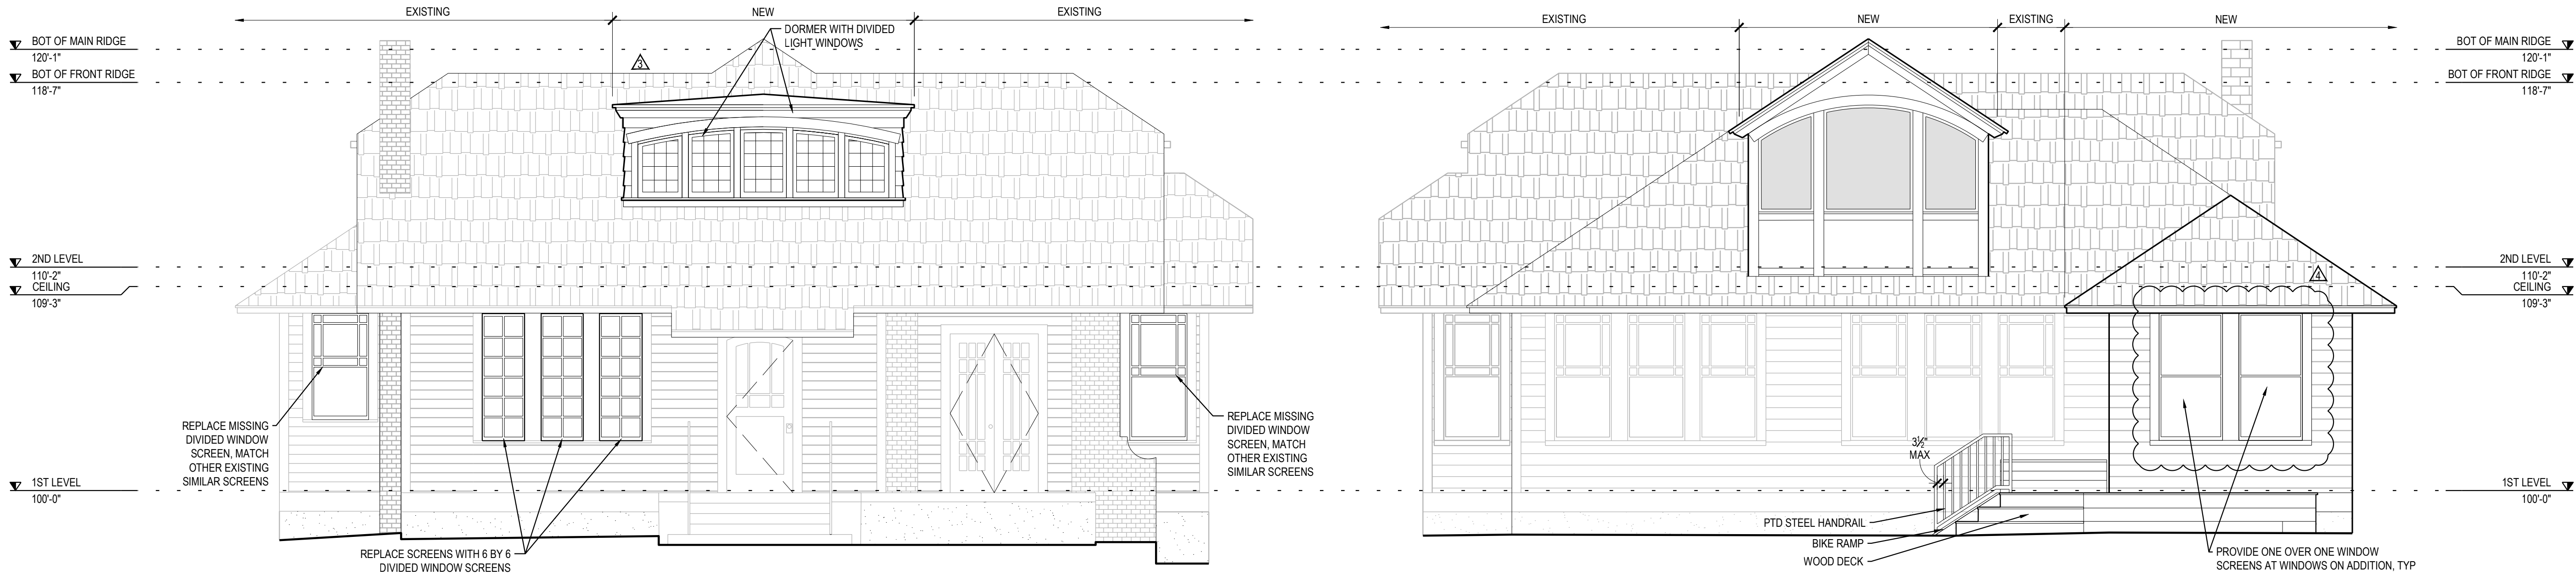 EXISTING
NEW
EXISTING
DORMER WITH DIVIDED
LIGHT WINDOWS
3
BOT OF MAIN RIDGE
120'-1"
BOT OF FRONT RIDGE
118'-7"
2ND LEVEL
110'-2"
CEILING
109'-3"
REPLACE MISSING
DIVIDED WINDOW
SCREEN, MATCH
OTHER EXISTING
SIMILAR SCREENS
1ST LEVEL
100'-0"
REPLACE SCREENS WITH 6 BY 6
DIVIDED WINDOW SCREENS
REPLACE MISSING
DIVIDED WINDOW
SCREEN, MATCH
OTHER EXISTING
SIMILAR SCREENS
EXISTING
NEW
EXISTING
NEW
BOT OF MAIN RIDGE
120'-1"
BOT OF FRONT RIDGE
118'-7"
4
2ND LEVEL
110'-2"
CEILING
109'-3"
3½"
MAX
1ST LEVEL
100'-0"
PTD STEEL HANDRAIL
BIKE RAMP
WOOD DECK
PROVIDE ONE OVER ONE WINDOW
SCREENS AT WINDOWS ON ADDITION, TYP